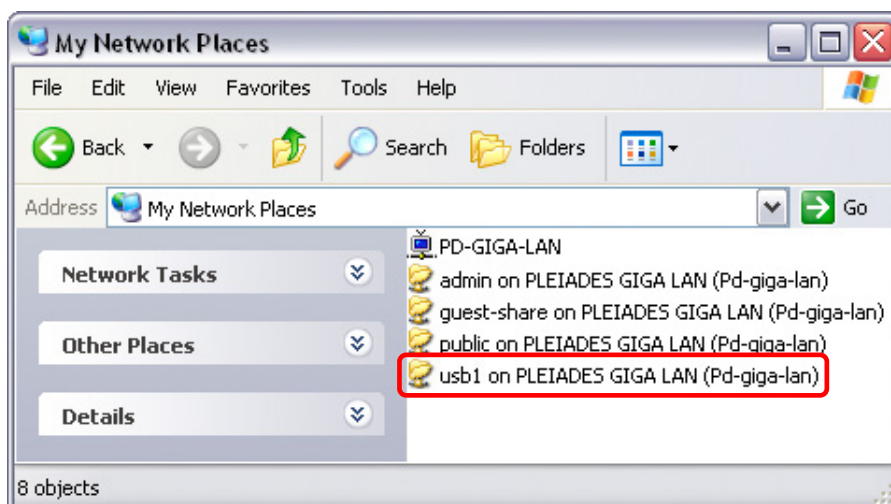 My Network Places
File Edit View Favorites Tools Help
Back Search Folders
Address My Network Places Go
PD-GIGA-LAN
Network Tasks
admin on PLEIADES GIGA LAN (Pd-giga-lan)
guest-share on PLEIADES GIGA LAN (Pd-giga-lan)
Other Places
public on PLEIADES GIGA LAN (Pd-giga-lan)
usb1 on PLEIADES GIGA LAN (Pd-giga-lan)
Details
8 objects